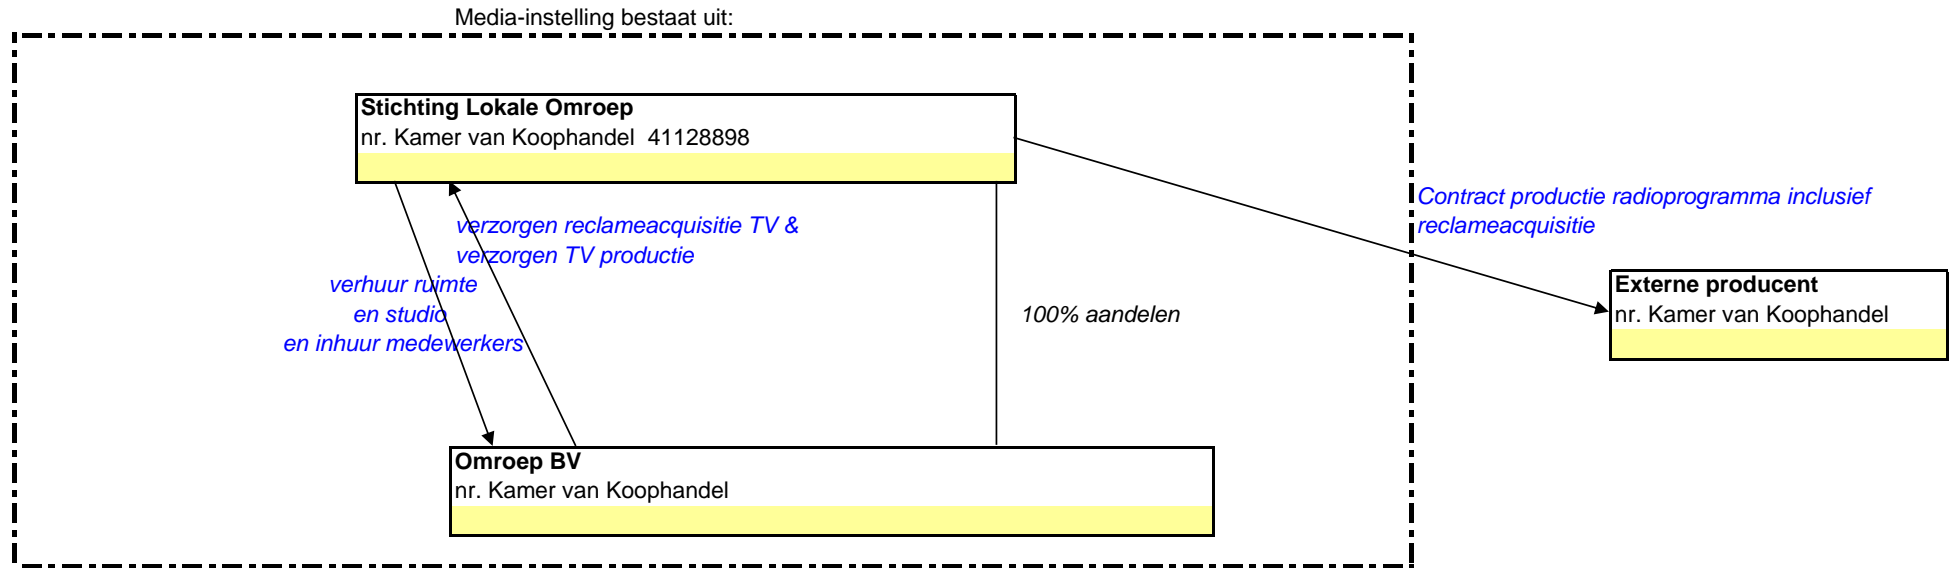 Media-instelling bestaat uit:
Stichting Lokale Omroep
nr. Kamer van Koophandel 41128898
Contract productie radioprogramma inclusief
reclameacquisitie
verzorgen reclameacquisitie TV &
verzorgen TV productie
verhuur ruimte
en studio
en inhuur medewerkers
100% aandelen
Externe producent
nr. Kamer van Koophandel
Omroep BV
nr. Kamer van Koophandel